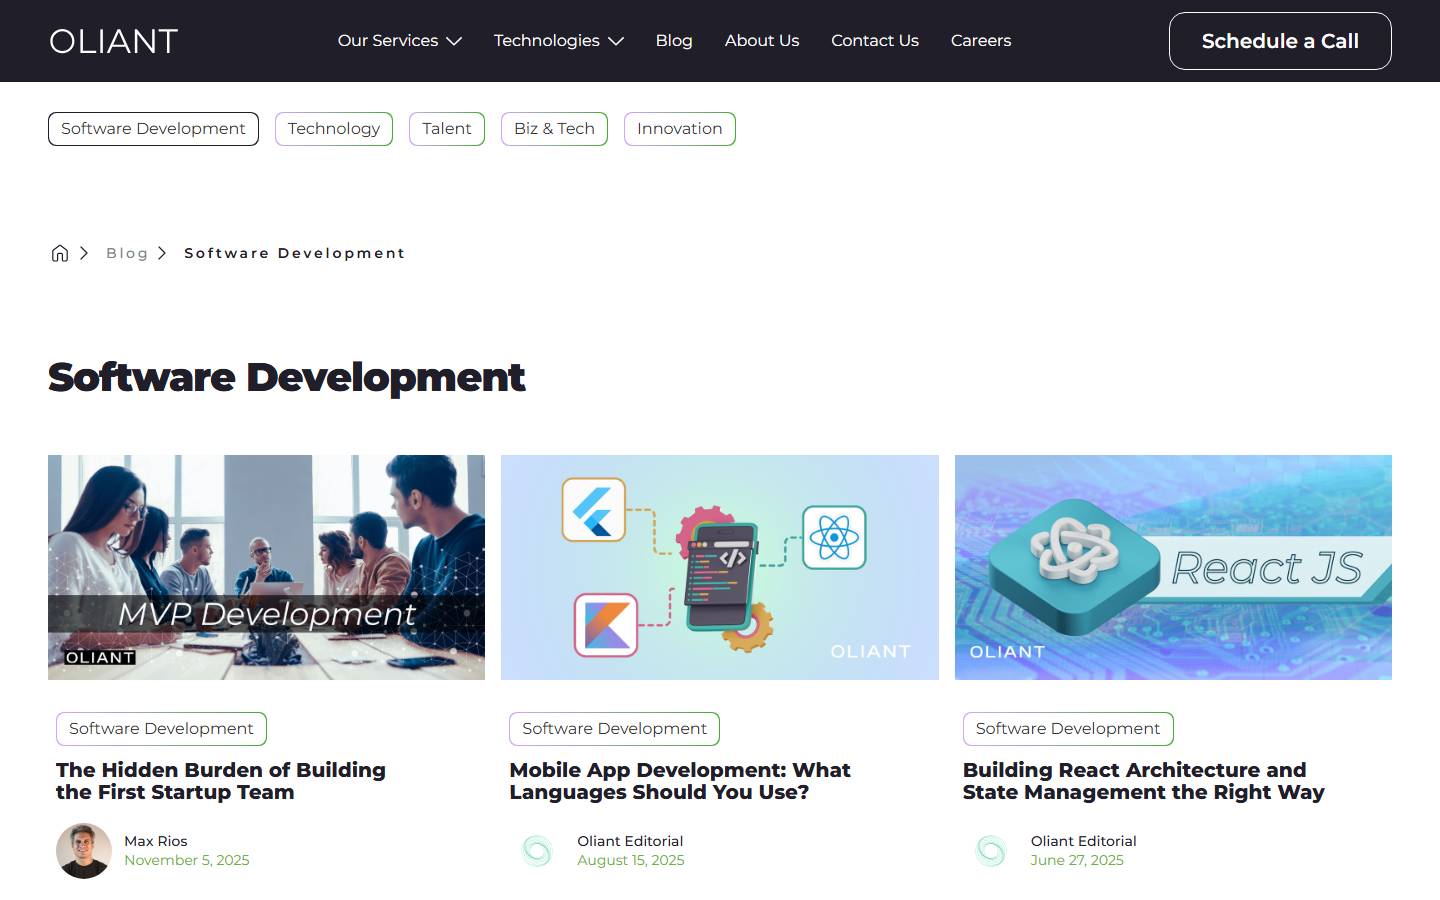 OLIANT
Our Services
Technologies
Blog
About Us
Contact Us
Careers
Schedule a Call
Software Development
Technology
Talent
Biz & Tech
Innovation
Blog
Software Development
Software Development
MVP Development
OLIANT
OLIANT
React JS
OLIANT
Software Development
The Hidden Burden of Building
the First Startup Team
Max Rios
November 5, 2025
Software Development
Mobile App Development: What
Languages Should You Use?
Oliant Editorial
August 15, 2025
Software Development
Building React Architecture and
State Management the Right Way
Oliant Editorial
June 27, 2025